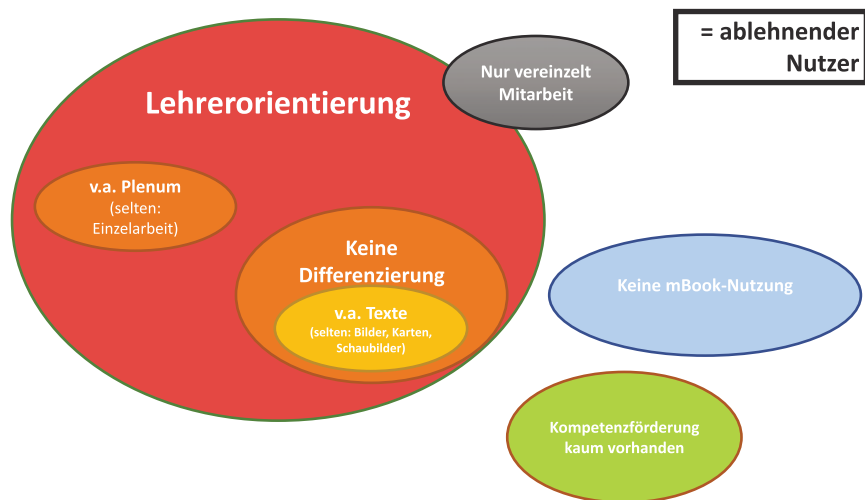 = ablehnender
Nutzer
Nur vereinzelt
Mitarbeit
Lehrerorientierung
v.a. Plenum
(selten:
Einzelarbeit)
Keine
Differenzierung
v.a. Texte
(selten: Bilder, Karten,
Schaubilder)
Keine mBook-Nutzung
Kompetenzförderung
kaum vorhanden